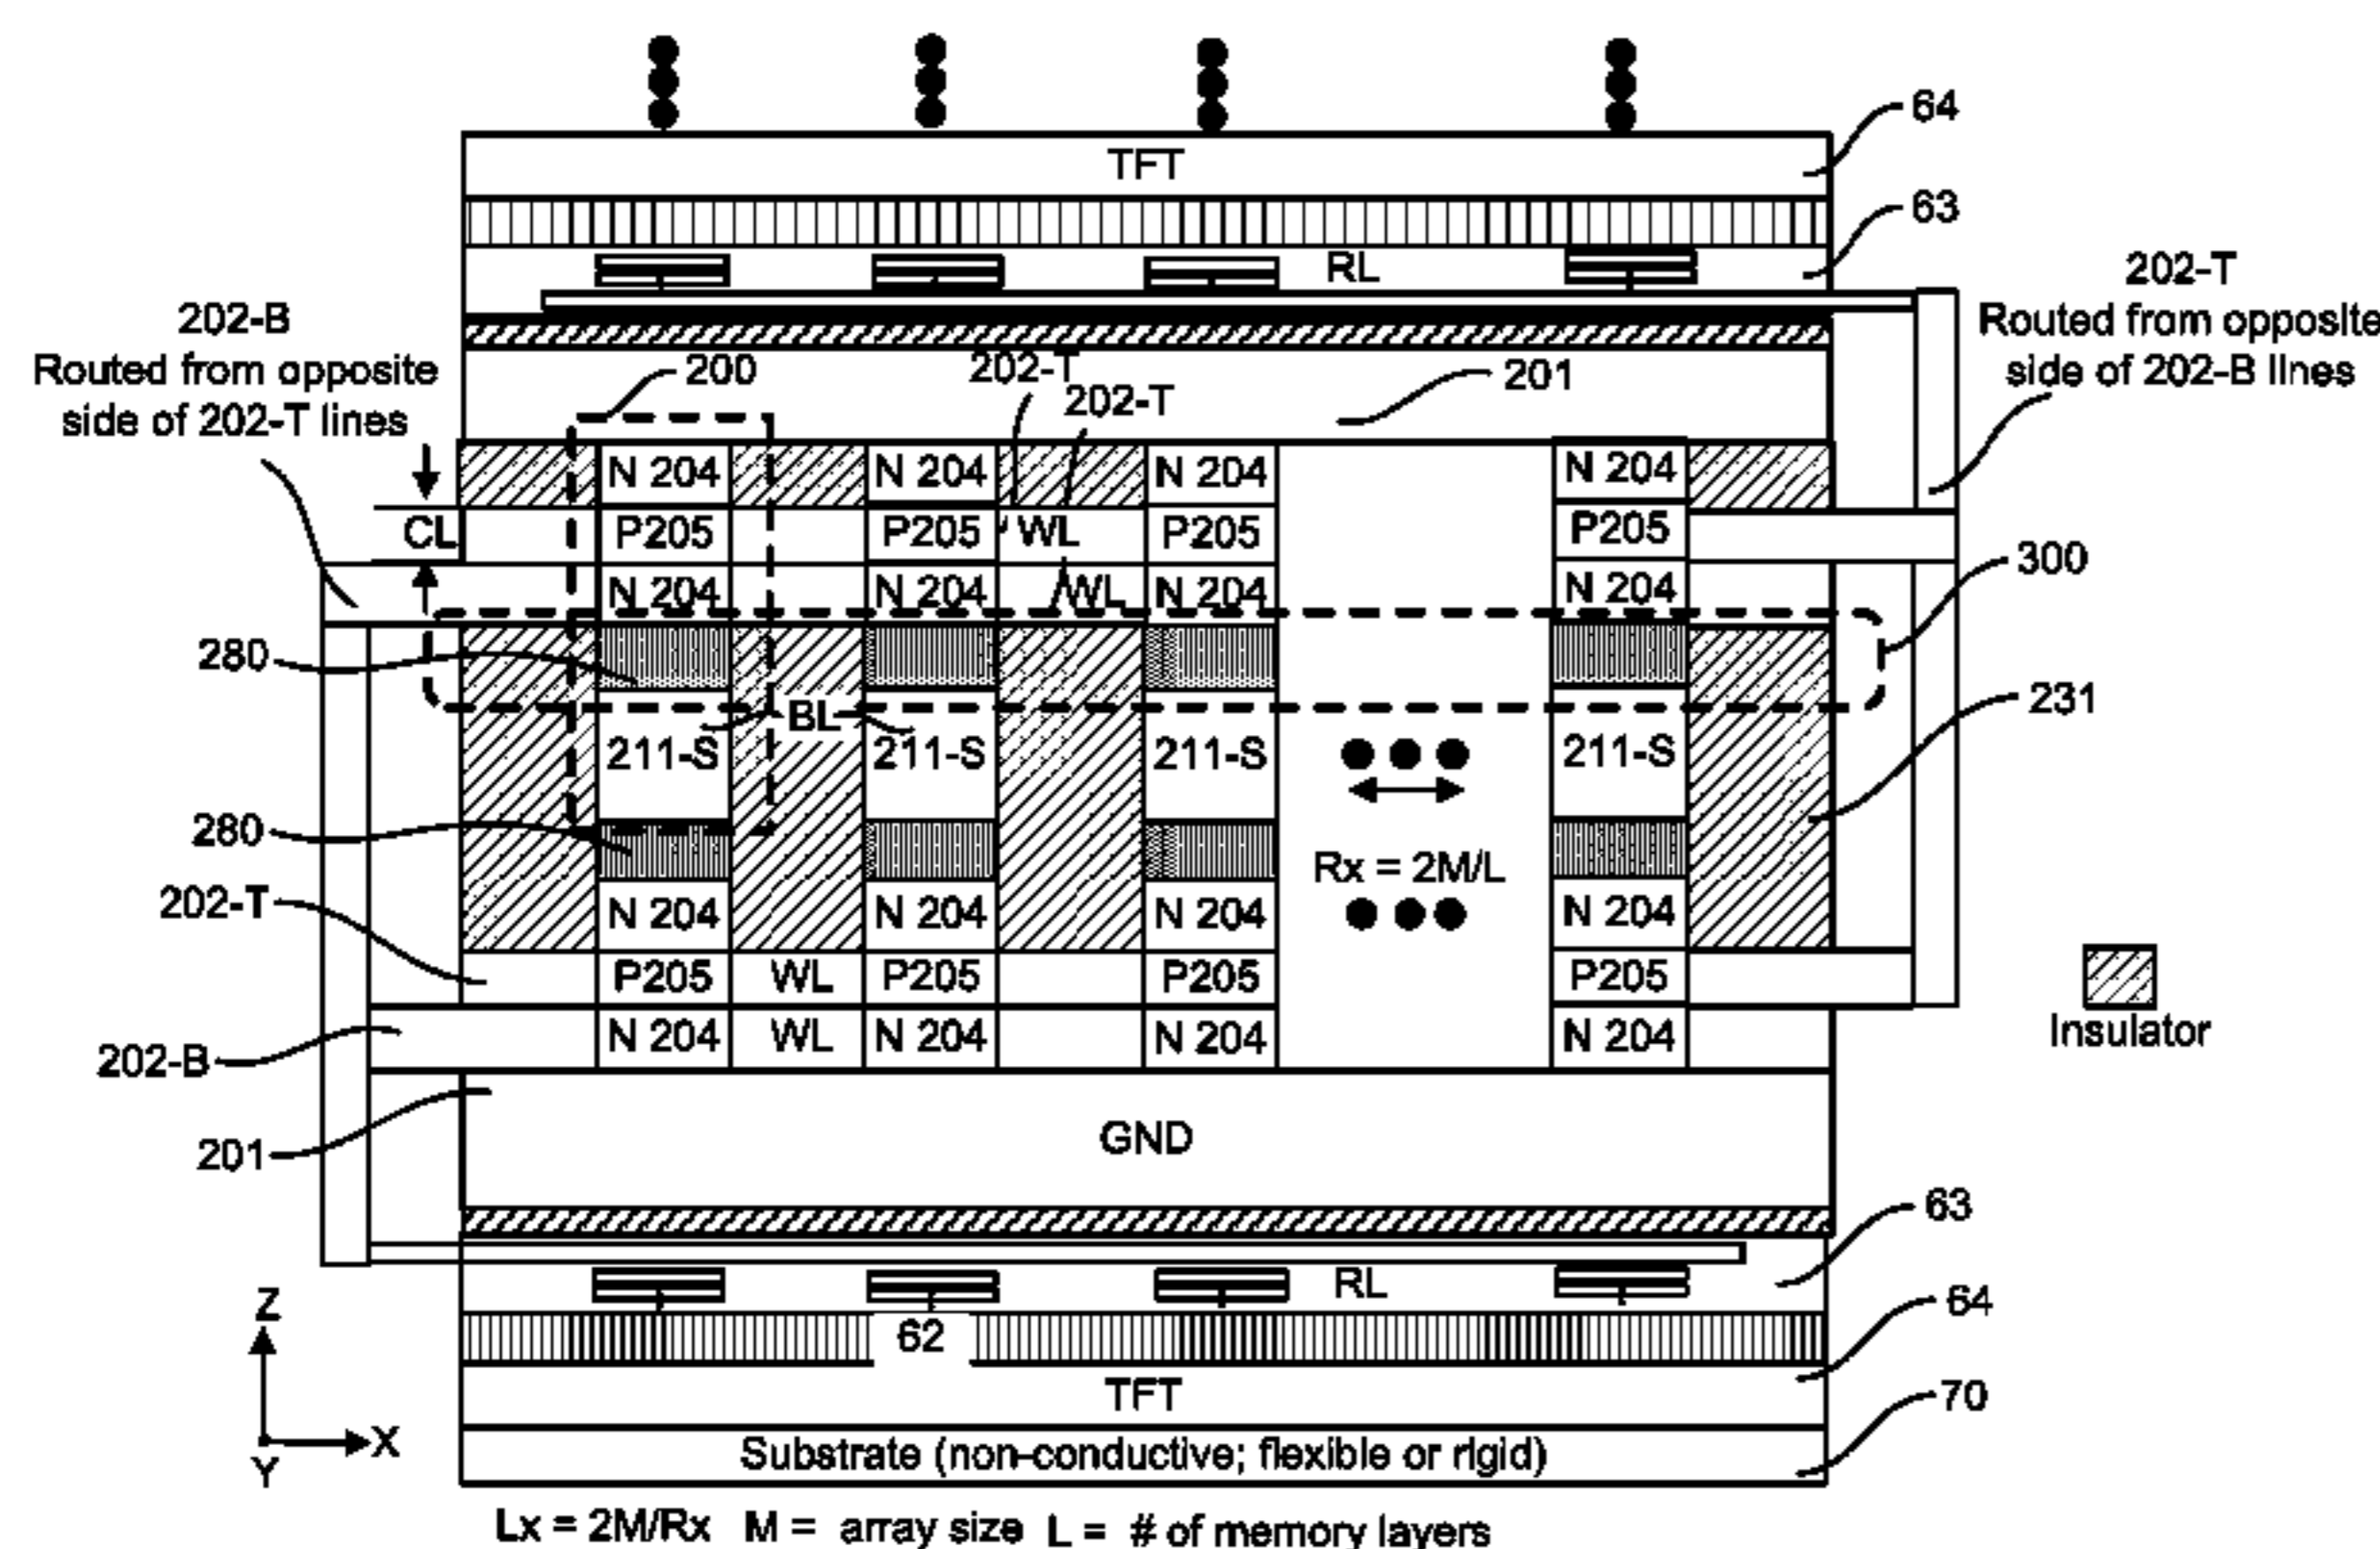 64
TFT
63
RL
202-B
Routed from opposite
side of 202-T lines
202-T
Routed from opposite
side of 202-B lines
200
202-T
202-T
201
N 204
N 204
N 204
N 204
CL
P205
P205
WL
P205
P205
N 204
N 204
WL
N 204
N 204
300
280
231
BL
211-S
211-S
211-S
211-S
280
Rx = 2M/L
202-T
N 204
N 204
N 204
N 204
P205
WL
P205
P205
P205
202-B
N 204
WL
N 204
N 204
N 204
Insulator
201
GND
63
RL
62
64
TFT
70
Z
X
Y
Substrate (non-conductive; flexible or rigid)
Lx = 2M/Rx M = array size L = # of memory layers